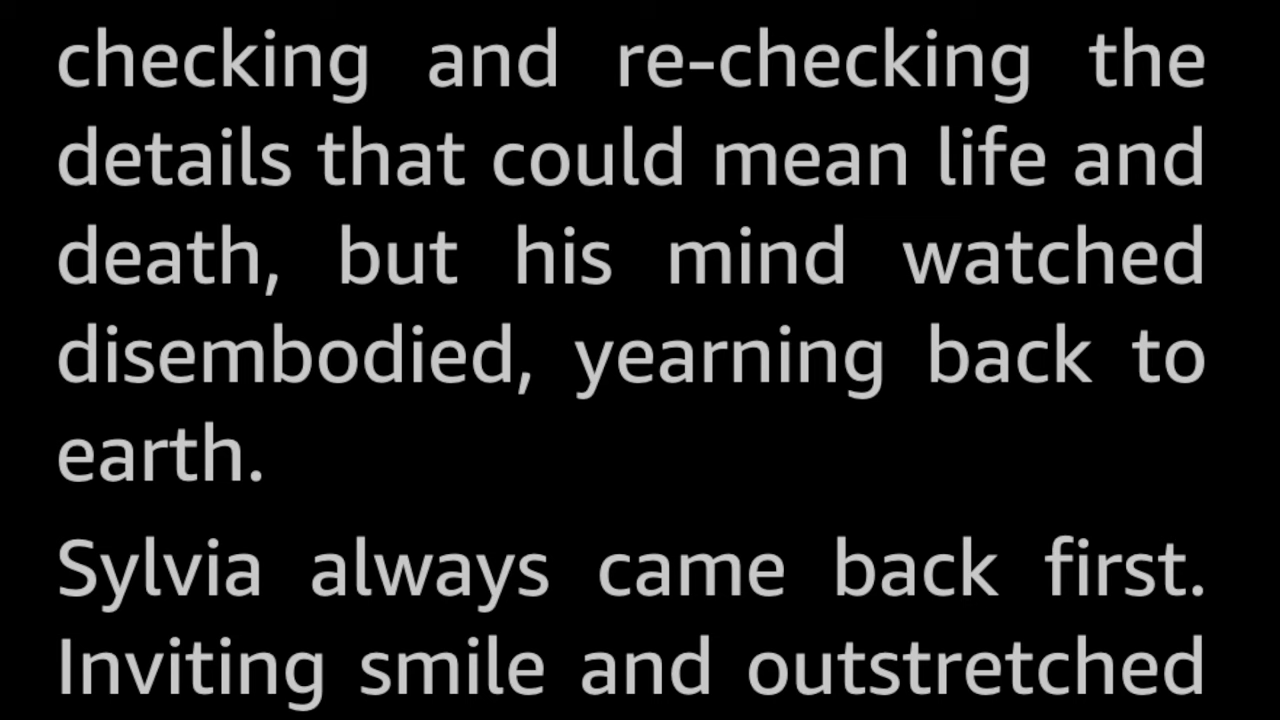 checking and re-checking the
details that could mean life and
death, but his mind watched
disembodied, yearning back to
earth.
Sylvia always came back first.
Inviting smile and outstretched